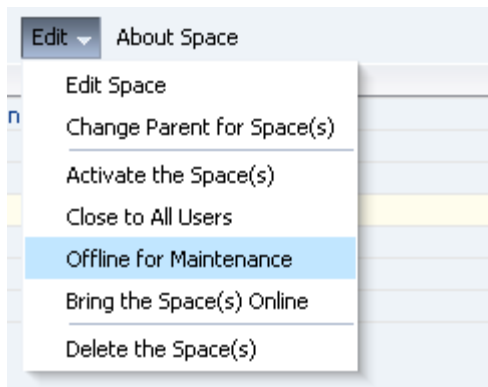 Edit About Space
Edit Space
n
Change Parent for Space(s)
Activate the Space(s)
Close to All Users
Offline for Maintenance
Bring the Space(s) Online
Delete the Space(s)